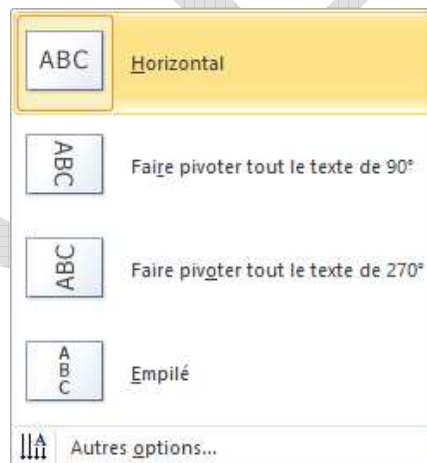 ABC Horizontal
ABC Faire pivoter tout le texte de 90°
ABC Faire pivoter tout le texte de 270°
A
B
C
Empilé
A Autres options...